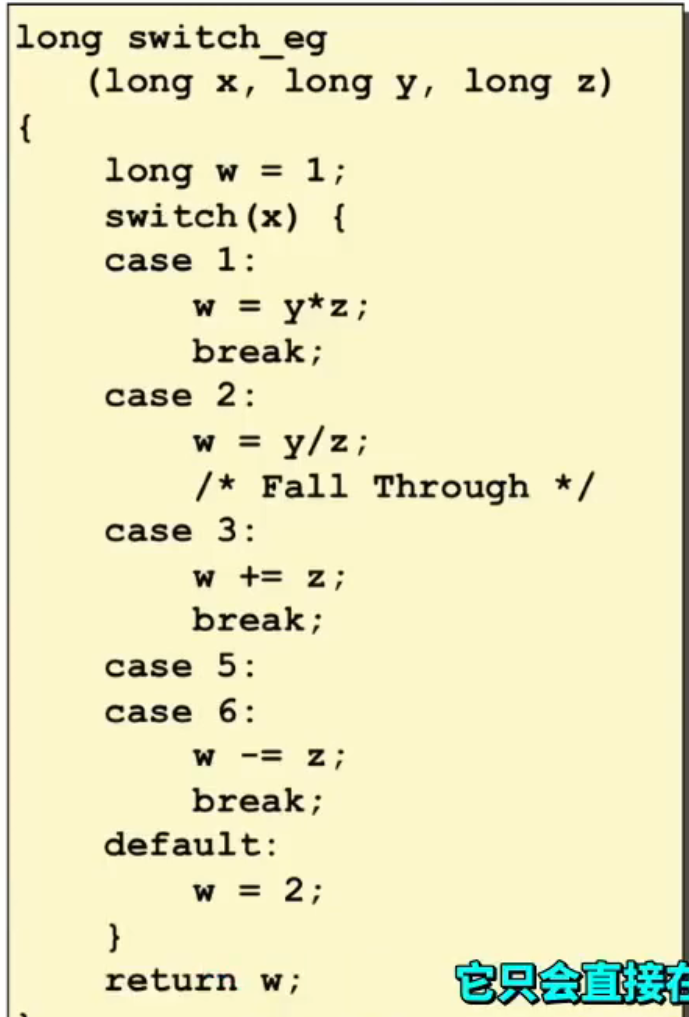 long switch_eg
   (long x, long y, long z)
{
    long w = 1;
    switch(x) {
    case 1:
        w = y*z;
        break;
    case 2:
        w = y/z;
        /* Fall Through */
    case 3:
        w += z;
        break;
    case 5:
    case 6:
        w -= z;
        break;
    default:
        w = 2;
    }
    return w;
它只会直接在